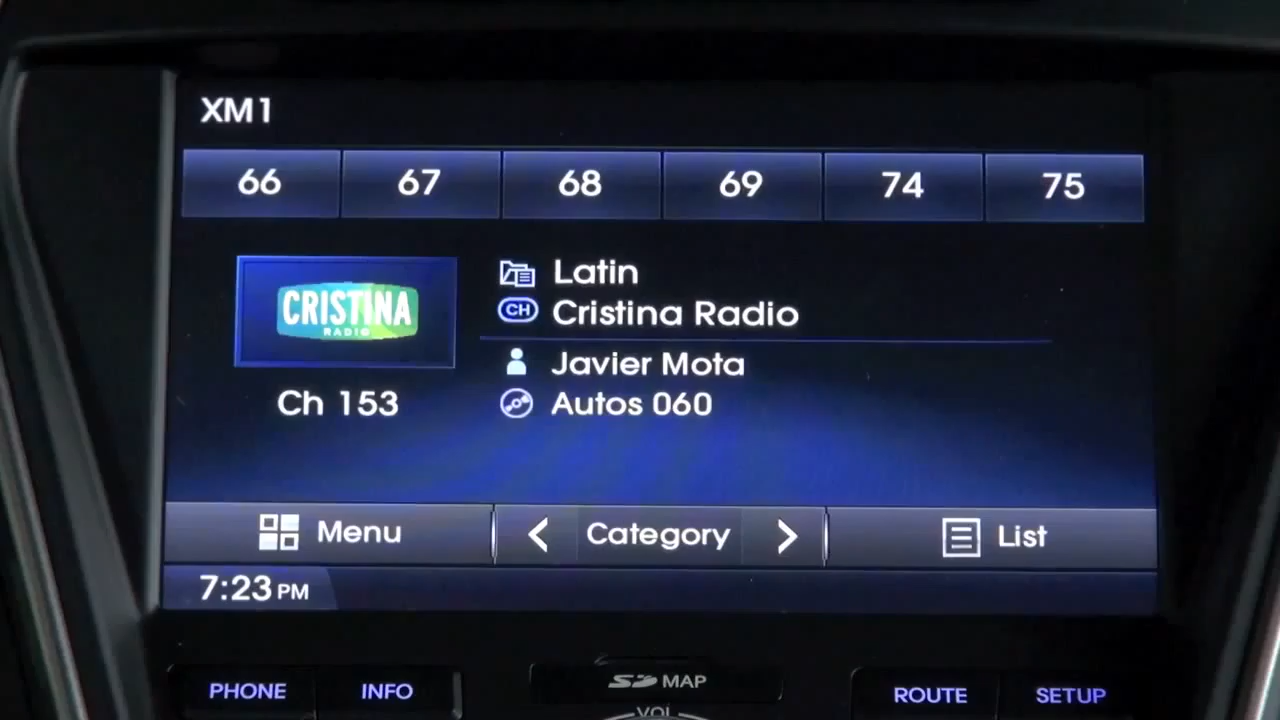 XM1
66 67 68 69 74 75
CRISTINA
RADIO
Ch 153
Latin
CH Cristina Radio
Javier Mota
Autos 060
Menu < Category > List
7:23 PM
PHONE INFO SD MAP ROUTE SETUP
VOL